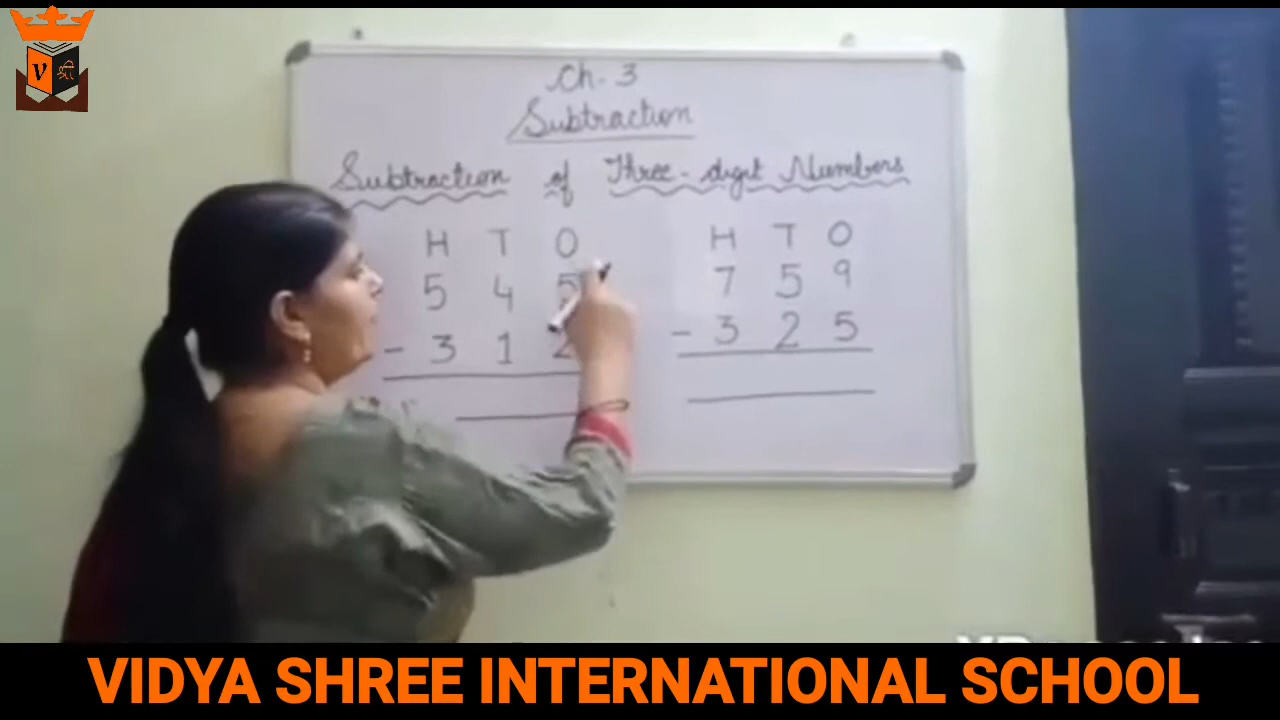 V श्री
Ch-3
Subtraction
Subtraction of Three-digit Numbers
H T O
5 4 5
- 3 1 2
H T O
7 5 9
- 3 2 5
VIDYA SHREE INTERNATIONAL SCHOOL